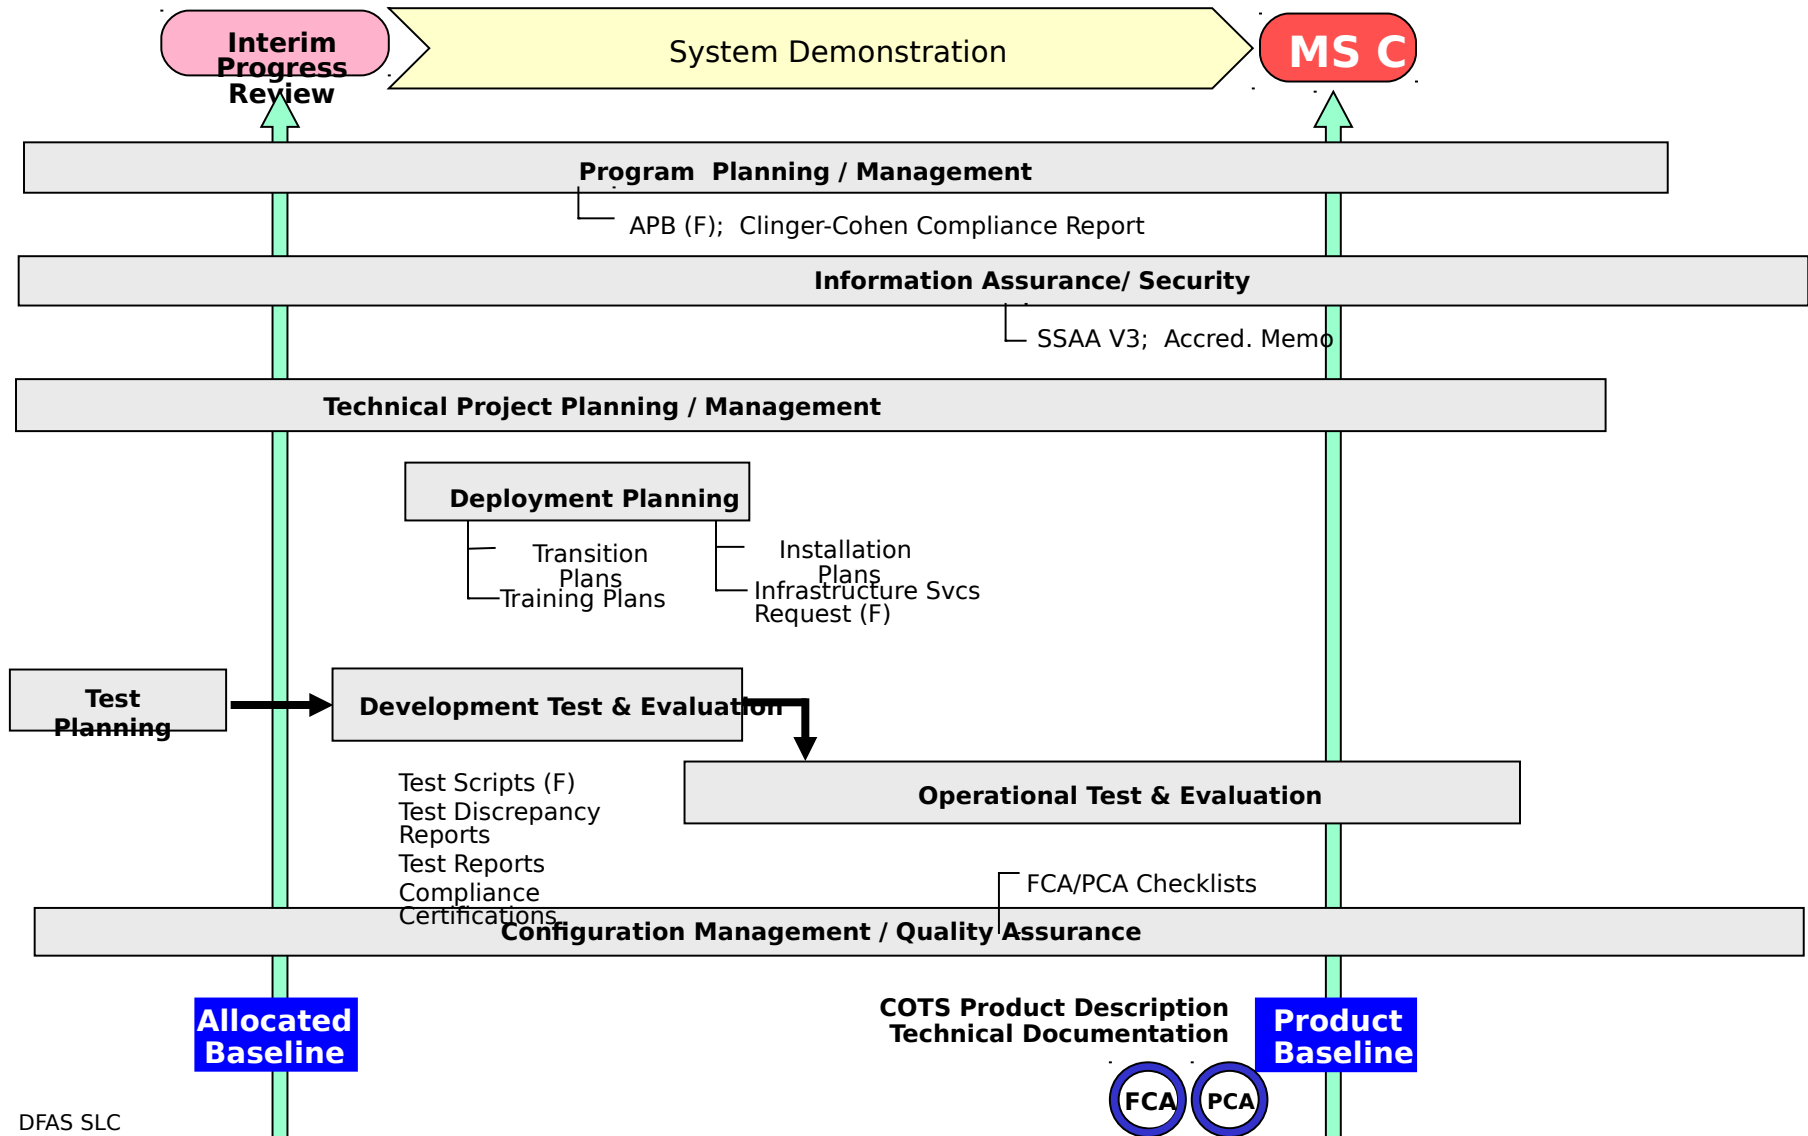 Interim
Progress
Review
System Demonstration
MS C
Program  Planning / Management
APB (F);  Clinger-Cohen Compliance Report
Information Assurance/ Security
SSAA V3;  Accred. Memo
Technical Project Planning / Management
Deployment Planning
Transition
Plans
Training Plans
Installation
Plans
Infrastructure Svcs
Request (F)
Test
Planning
Development Test & Evaluation
Operational Test & Evaluation
Test Scripts (F)
Test Discrepancy
Reports
Test Reports
Compliance
Certifications
FCA/PCA Checklists
Configuration Management / Quality Assurance
Allocated
Baseline
COTS Product Description
Technical Documentation
Product
Baseline
FCA
PCA
DFAS SLC